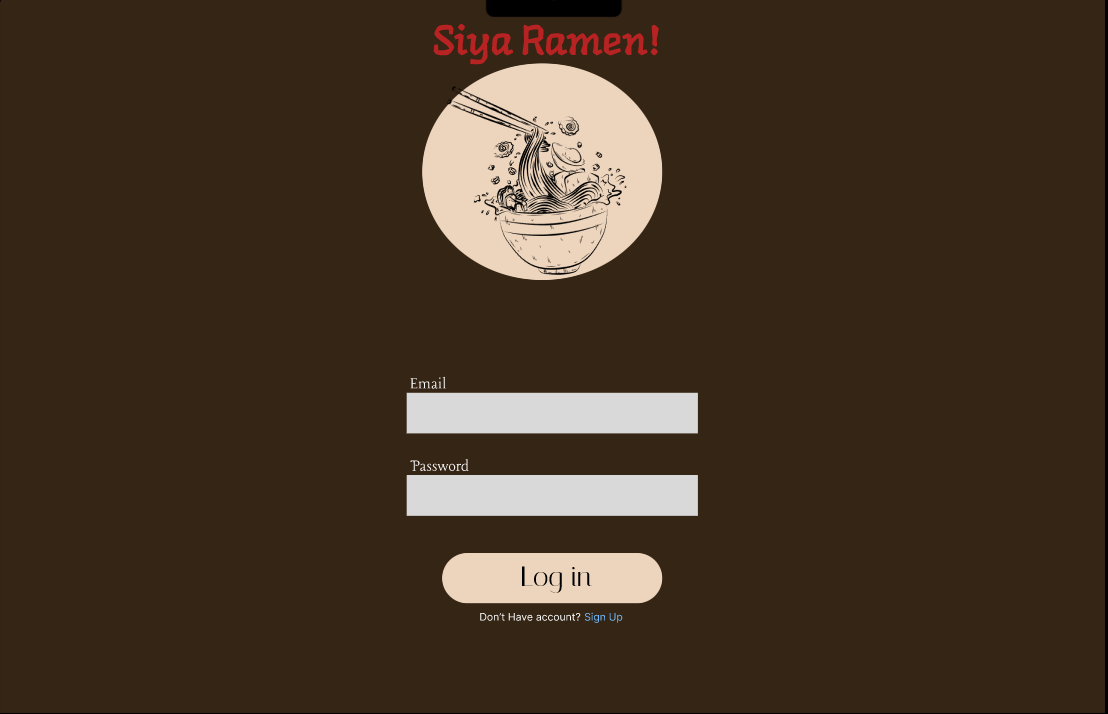 Siya Ramen!
Email
Password
Log in
Don't Have account? Sign Up